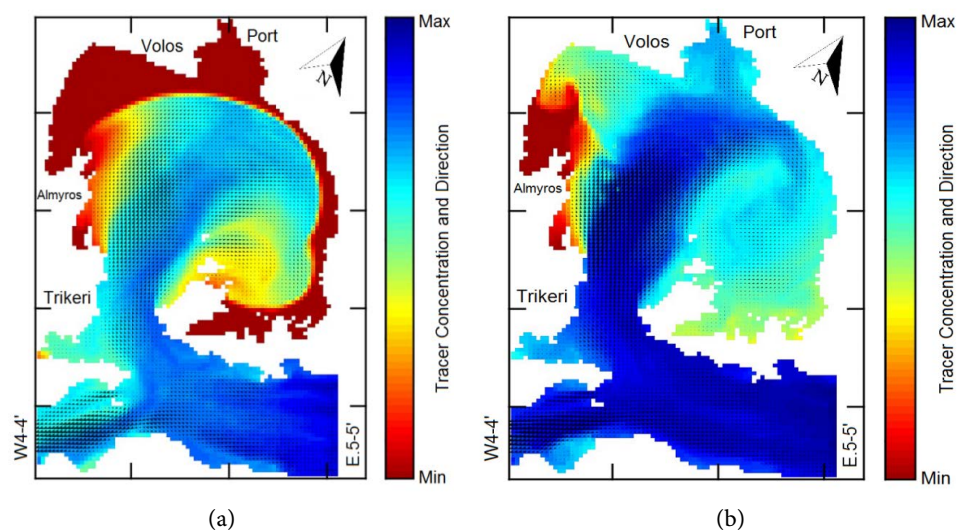 Volos
Port
N
Almyros
Trikeri
W4-4'
E.5-5'
Max
Tracer Concentration and Direction
Min
(a)
Volos
Port
N
Almyros
Trikeri
W4-4'
E.5-5'
Max
Tracer Concentration and Direction
Min
(b)